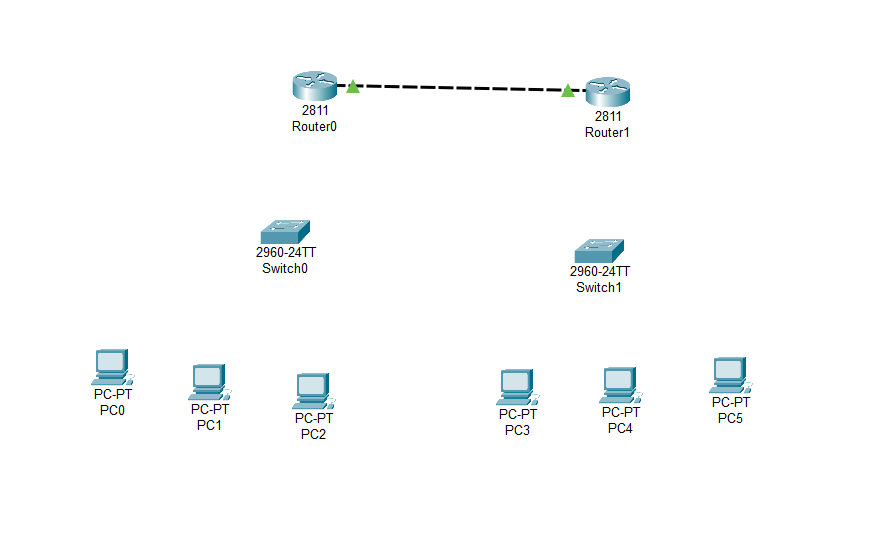 2811
Router0
2811
Router1
2960-24TT
Switch0
2960-24TT
Switch1
PC-PT
PC0
PC-PT
PC1
PC-PT
PC2
PC-PT
PC3
PC-PT
PC4
PC-PT
PC5